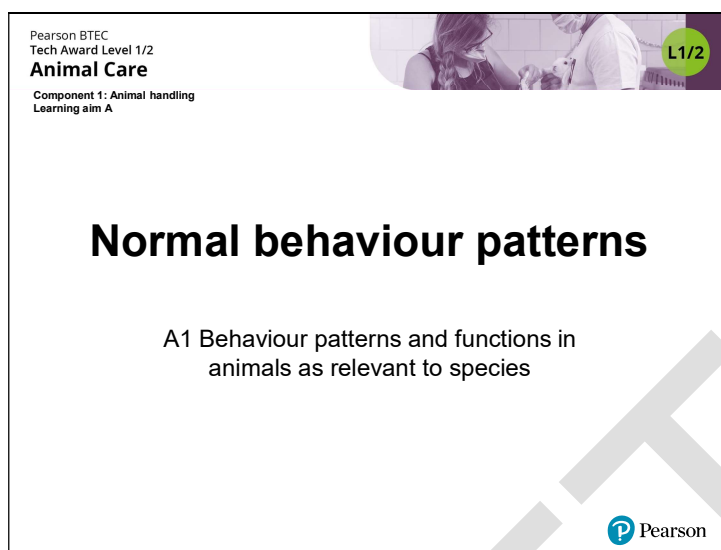 Pearson BTEC
Tech Award Level 1/2
Animal Care
L1/2
Component 1: Animal handling
Learning aim A
Normal behaviour patterns
A1 Behaviour patterns and functions in
animals as relevant to species
Pearson